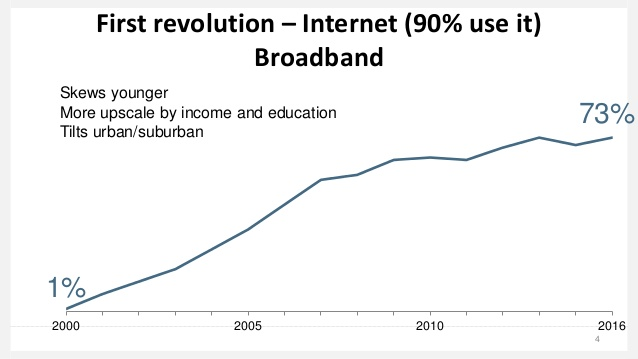 First revolution – Internet (90% use it)
Broadband
Skews younger
More upscale by income and education
Tilts urban/suburban
73%
1%
2000 2005 2010 2016
4